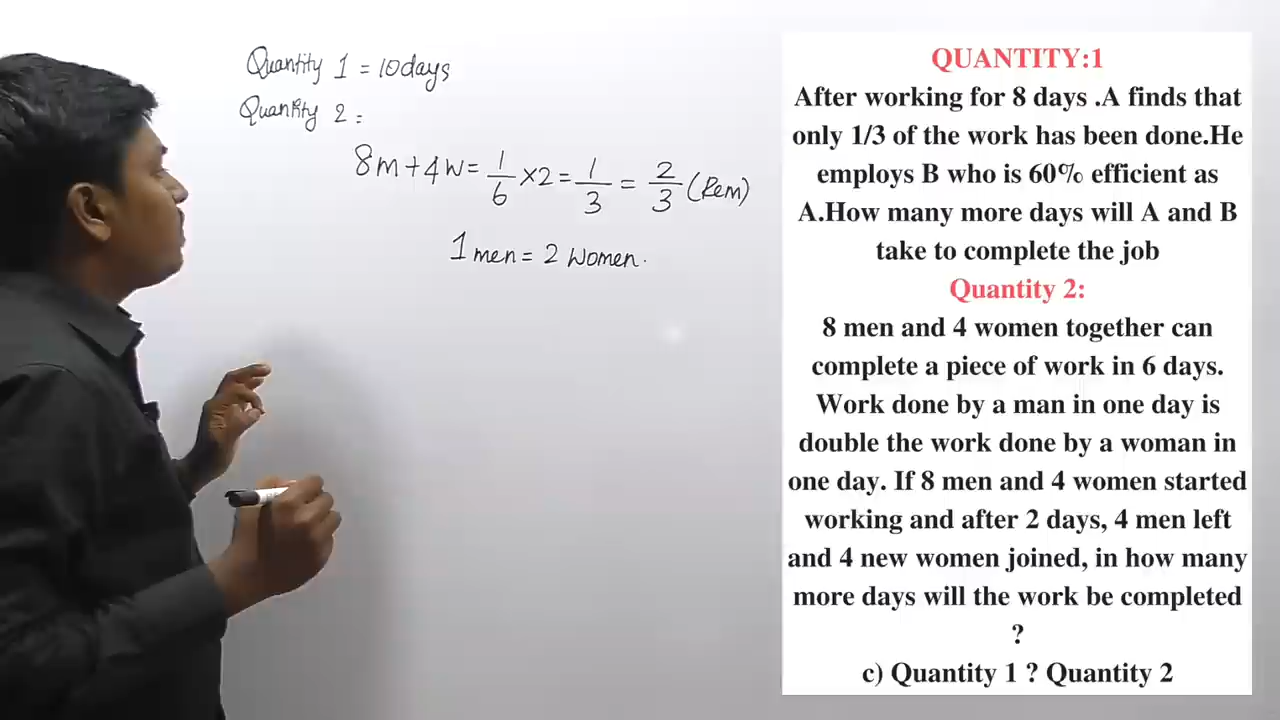 Quantity 1 = 10days
Quantity 2 =
8m+4w= 1/6 ×2= 1/3 = 2/3 (Rem)
1men= 2 Women.
QUANTITY:1
After working for 8 days .A finds that
only 1/3 of the work has been done.He
employs B who is 60% efficient as
A.How many more days will A and B
take to complete the job
Quantity 2:
8 men and 4 women together can
complete a piece of work in 6 days.
Work done by a man in one day is
double the work done by a woman in
one day. If 8 men and 4 women started
working and after 2 days, 4 men left
and 4 new women joined, in how many
more days will the work be completed
?
c) Quantity 1 ? Quantity 2